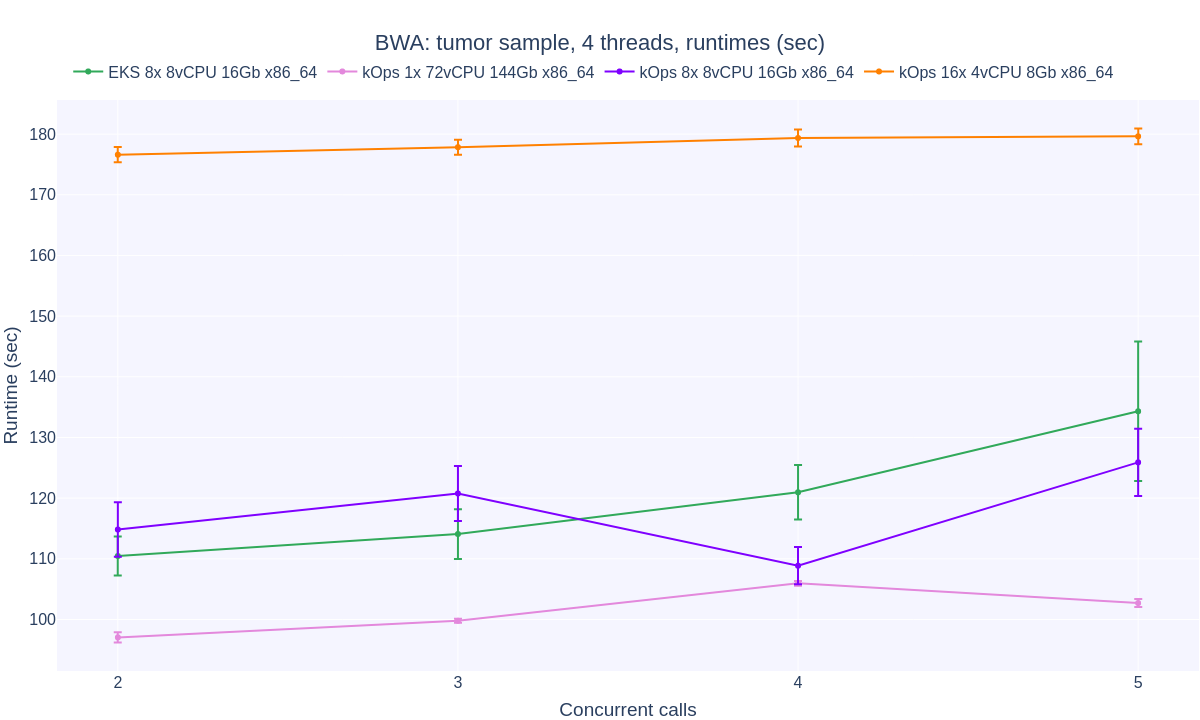 BWA: tumor sample, 4 threads, runtimes (sec)
EKS 8x 8vCPU 16Gb x86_64 kOps 1x 72vCPU 144Gb x86_64 kOps 8x 8vCPU 16Gb x86_64 kOps 16x 4vCPU 8Gb x86_64
180
170
160
150
140
130
120
110
100
Runtime (sec)
2 3 4 5
Concurrent calls